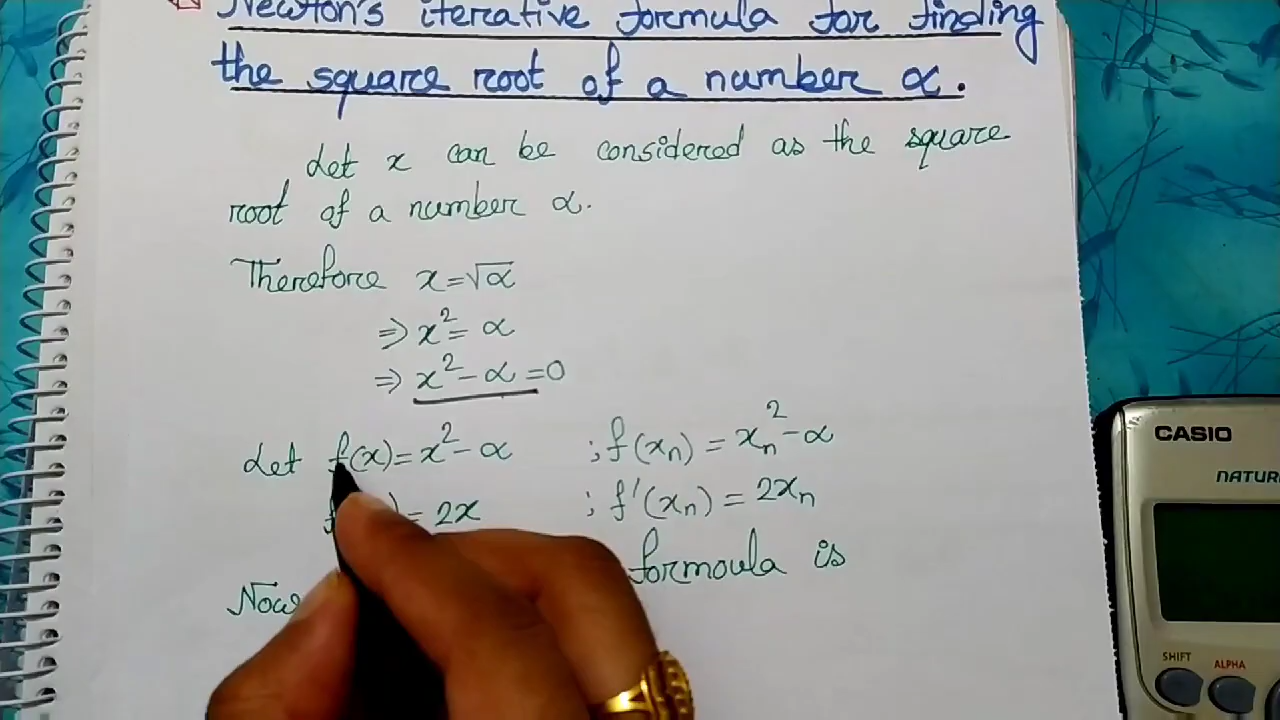 Newton's iterative formula for finding
the square root of a number α.
Let x can be considered as the square
root of a number α.
Therefore x = √α
⇒ x² = α
⇒ x² - α = 0
Let f(x) = x² - α ; f(xₙ) = xₙ² - α
) = 2x ; f'(xₙ) = 2xₙ
Now formoula is
CASIO
NATUR
SHIFT ALPHA